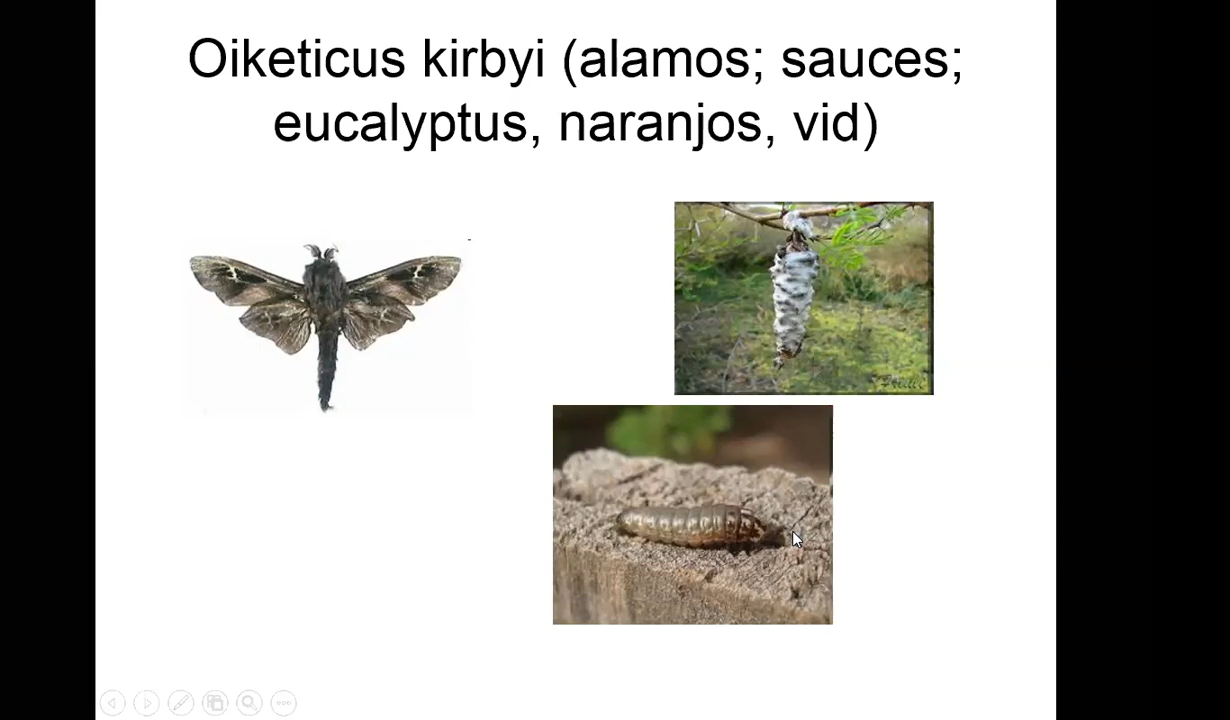 Oiketicus kirbyi (alamos; sauces;
eucalyptus, naranjos, vid)